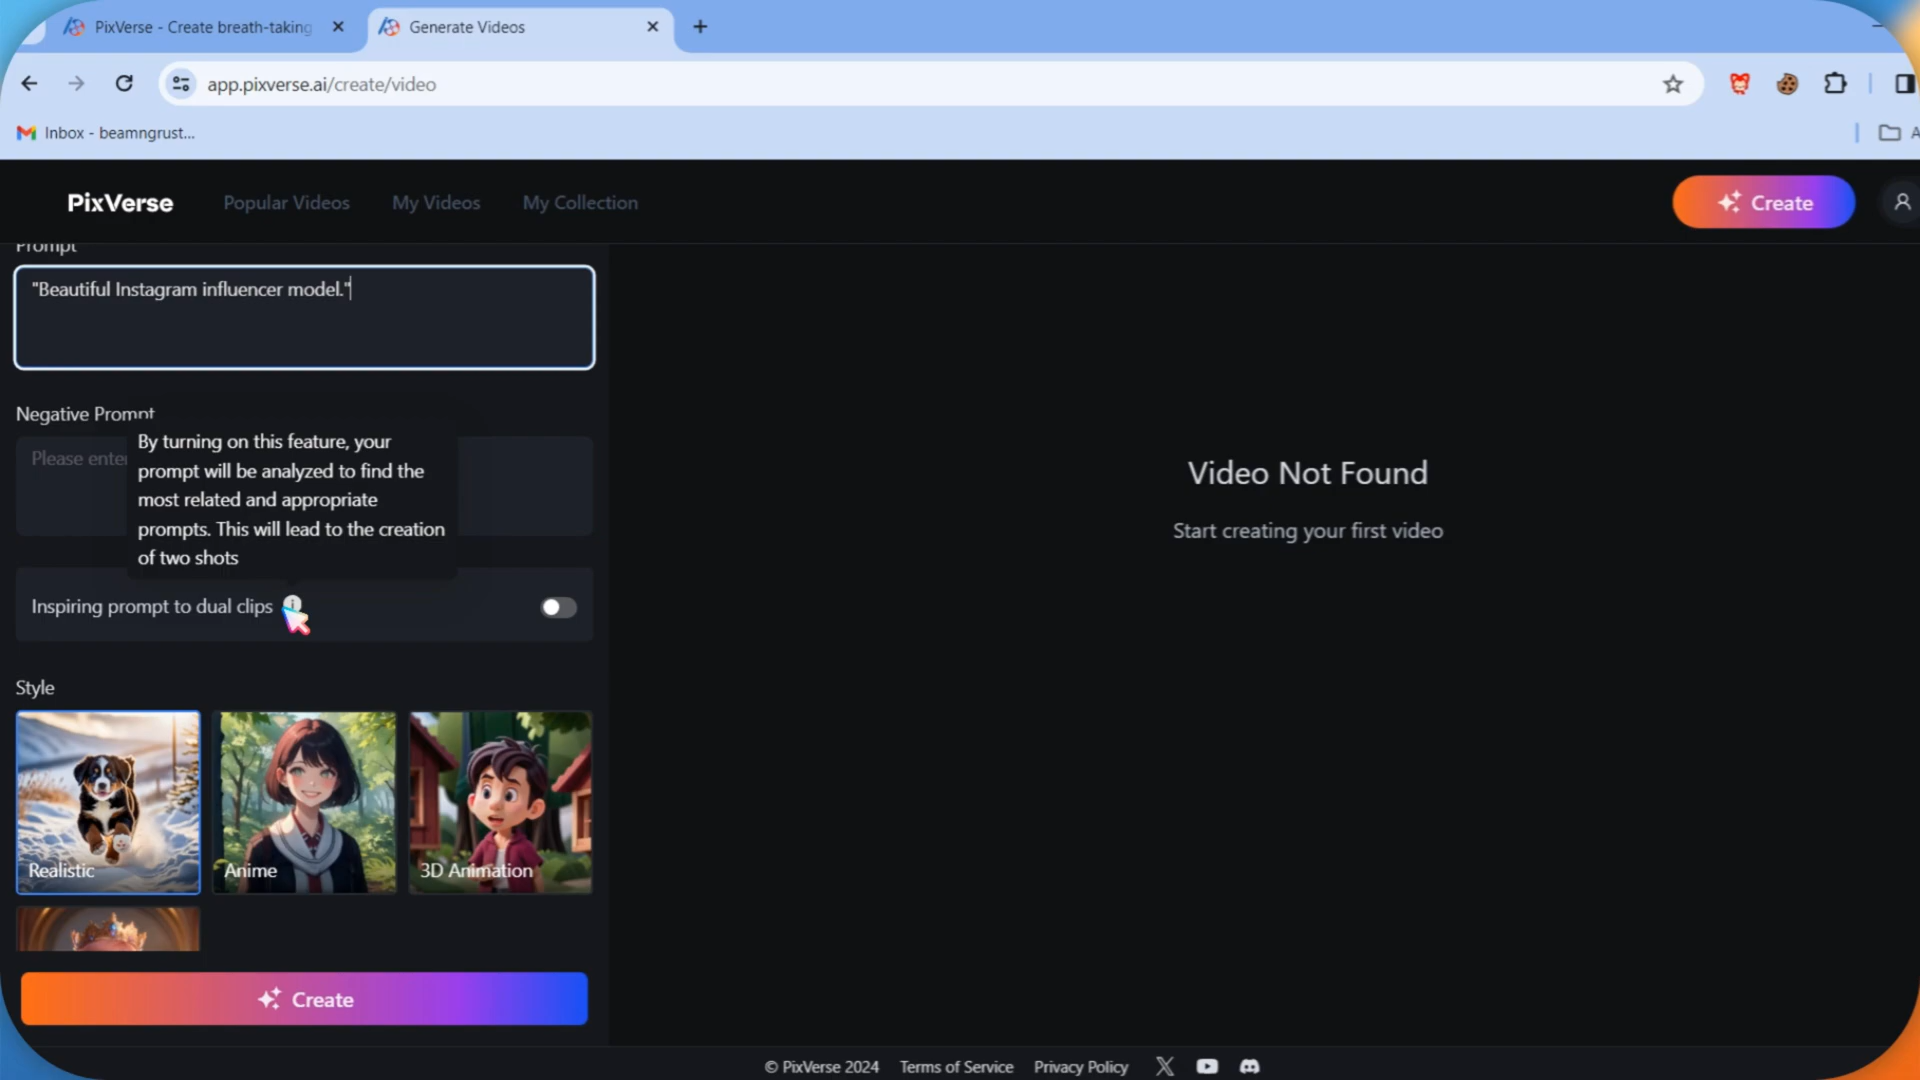 PixVerse - Create breath-taking
Generate Videos
app.pixverse.ai/create/video
Inbox - beamngrust...
A
PixVerse
Popular Videos
My Videos
My Collection
Create
Prompt
"Beautiful Instagram influencer model."
Negative Prompt
Please enter
By turning on this feature, your
prompt will be analyzed to find the
most related and appropriate
prompts. This will lead to the creation
of two shots
Inspiring prompt to dual clips
Style
Realistic
Anime
3D Animation
Create
Video Not Found
Start creating your first video
© PixVerse 2024
Terms of Service
Privacy Policy